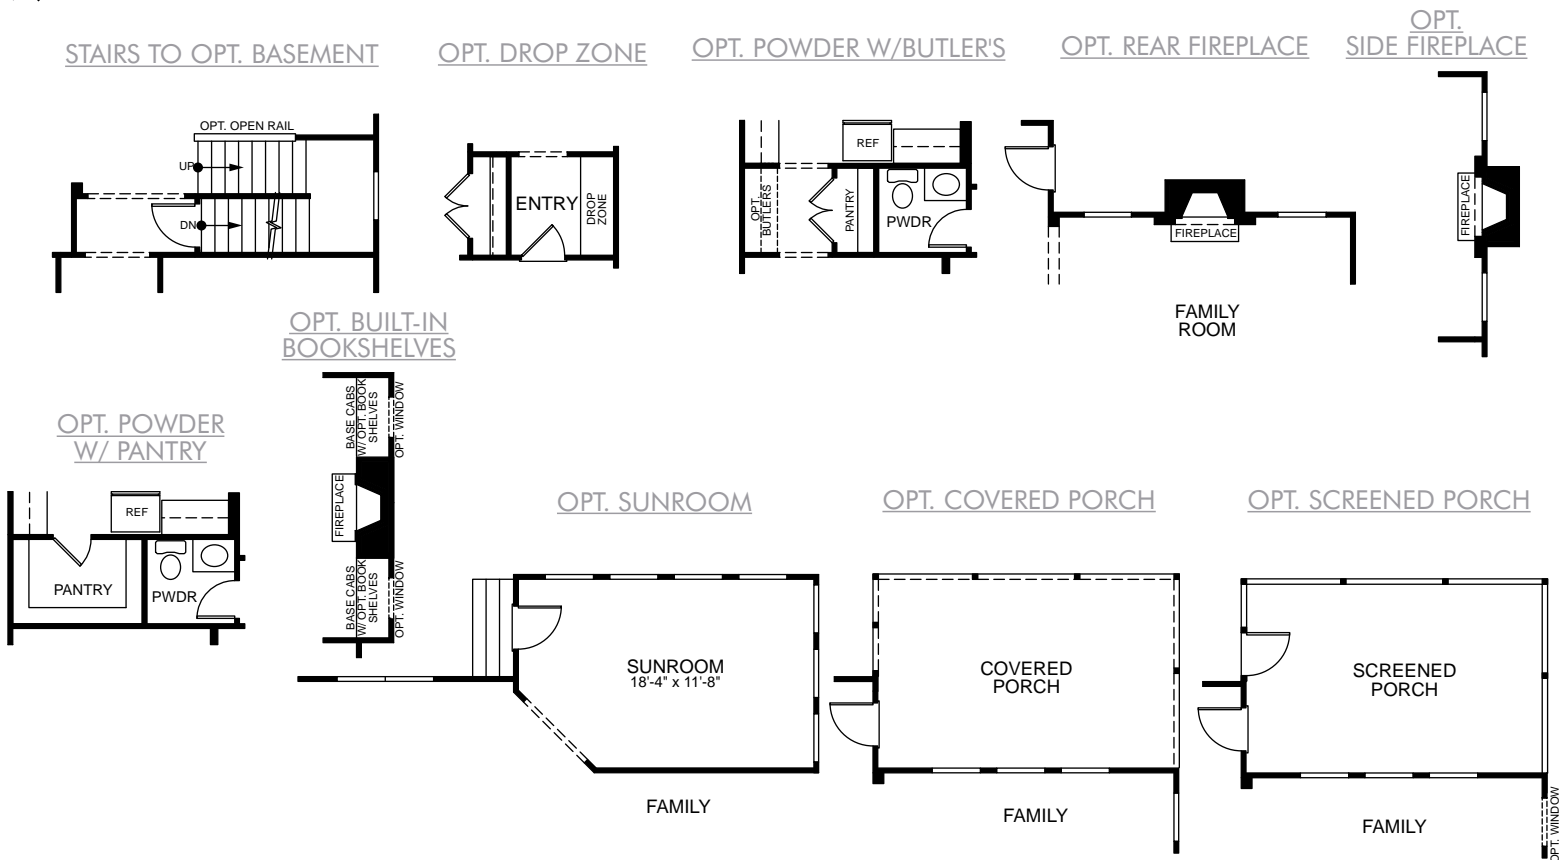 STAIRS TO OPT. BASEMENT
OPT. OPEN RAIL
UP
DN
OPT. DROP ZONE
ENTRY
DROP
ZONE
OPT. POWDER W/BUTLER'S
REF
OPT.
BUTLERS
PANTRY
PWDR
OPT. REAR FIREPLACE
FIREPLACE
FAMILY
ROOM
OPT.
SIDE FIREPLACE
FIREPLACE
OPT. BUILT-IN
BOOKSHELVES
BASE CABS
W/ OPT. BOOK
SHELVES
OPT. WINDOW
FIREPLACE
BASE CABS
W/ OPT. BOOK
SHELVES
OPT. WINDOW
OPT. POWDER
W/ PANTRY
REF
PANTRY
PWDR
OPT. SUNROOM
SUNROOM
18'-4" x 11'-8"
FAMILY
OPT. COVERED PORCH
COVERED
PORCH
FAMILY
OPT. SCREENED PORCH
SCREENED
PORCH
FAMILY
OPT. WINDOW